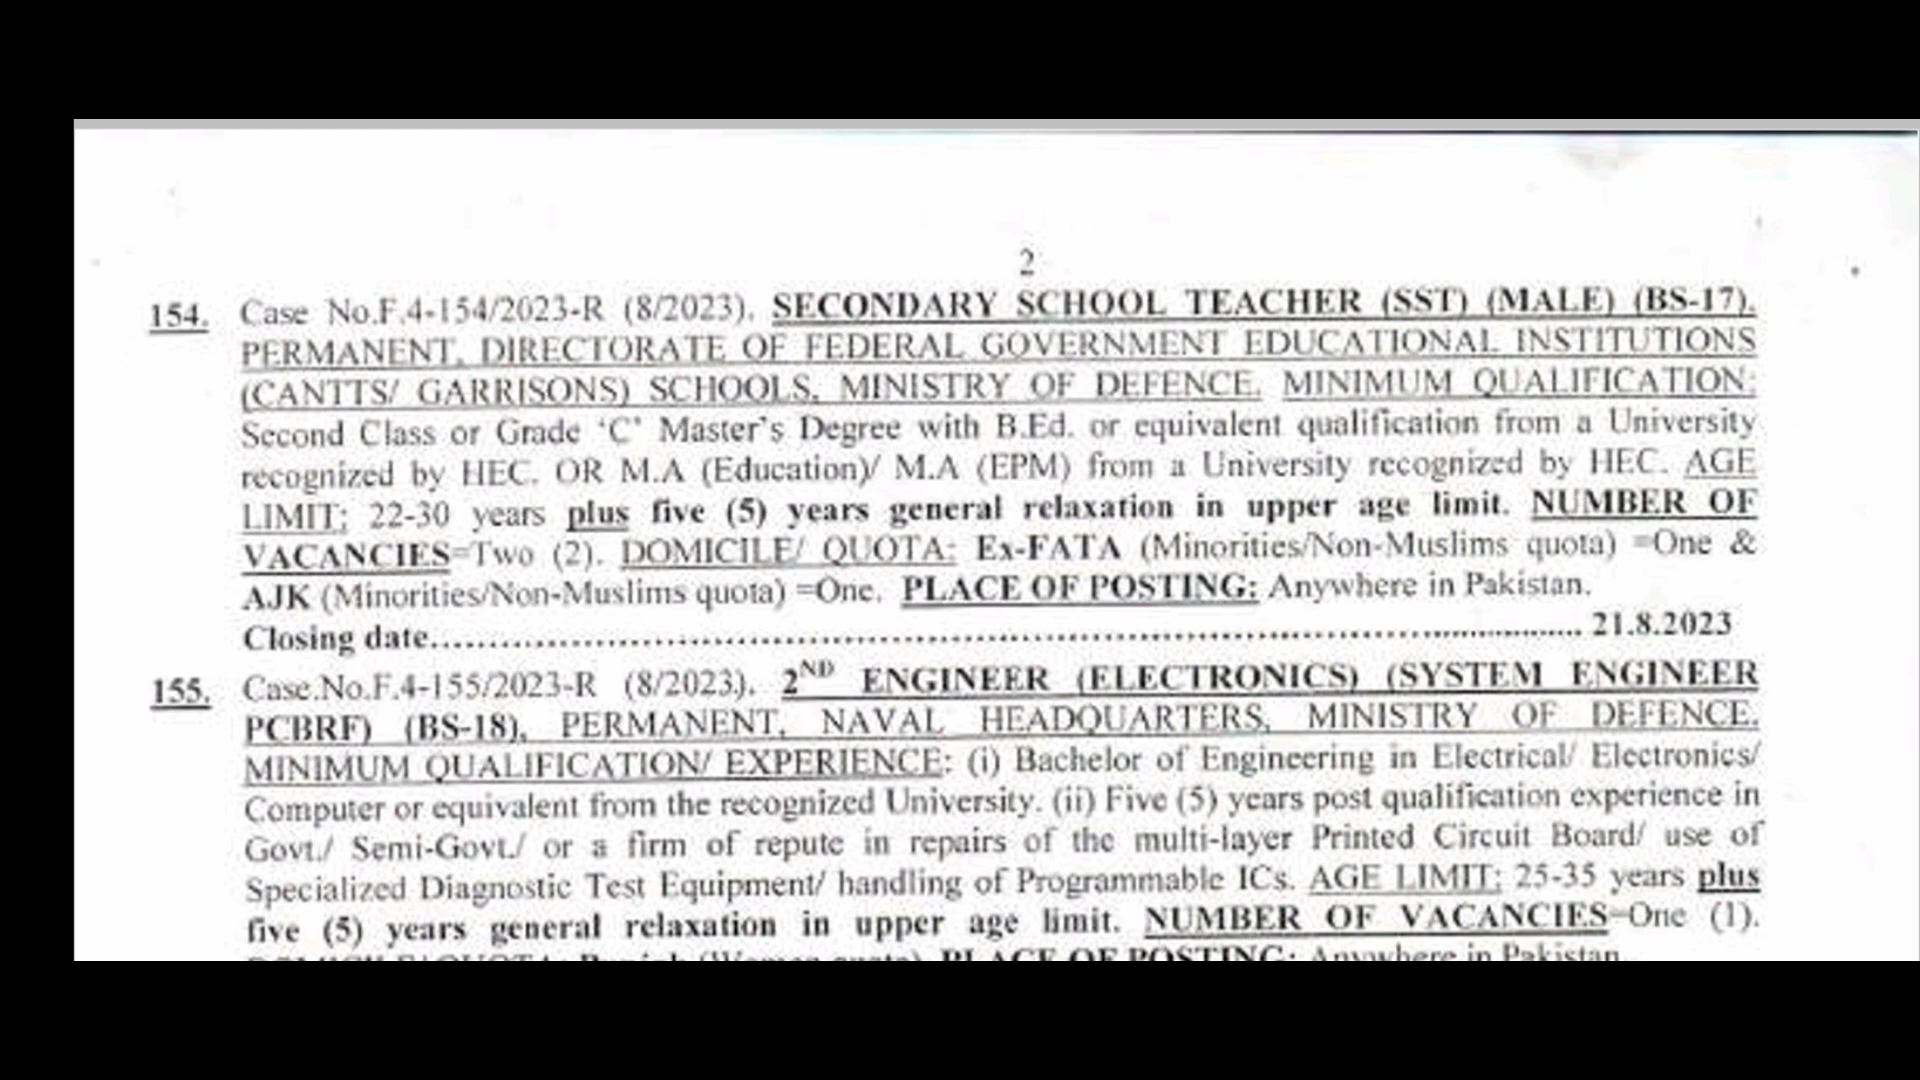 2
154. Case No.F.4-154/2023-R (8/2023). SECONDARY SCHOOL TEACHER (SST) (MALE) (BS-17),
PERMANENT, DIRECTORATE OF FEDERAL GOVERNMENT EDUCATIONAL INSTITUTIONS
(CANTTS/ GARRISONS) SCHOOLS, MINISTRY OF DEFENCE. MINIMUM QUALIFICATION:
Second Class or Grade ‘C’ Master’s Degree with B.Ed. or equivalent qualification from a University
recognized by HEC. OR M.A (Education)/ M.A (EPM) from a University recognized by HEC. AGE
LIMIT: 22-30 years plus five (5) years general relaxation in upper age limit. NUMBER OF
VACANCIES=Two (2). DOMICILE/ QUOTA: Ex-FATA (Minorities/Non-Muslims quota) =One &
AJK (Minorities/Non-Muslims quota) =One. PLACE OF POSTING: Anywhere in Pakistan.
Closing date.......................................................................................................................... 21.8.2023
155. Case.No.F.4-155/2023-R (8/2023). 2ND ENGINEER (ELECTRONICS) (SYSTEM ENGINEER
PCBRF) (BS-18), PERMANENT, NAVAL HEADQUARTERS, MINISTRY OF DEFENCE.
MINIMUM QUALIFICATION/ EXPERIENCE: (i) Bachelor of Engineering in Electrical/ Electronics/
Computer or equivalent from the recognized University. (ii) Five (5) years post qualification experience in
Govt./ Semi-Govt./ or a firm of repute in repairs of the multi-layer Printed Circuit Board/ use of
Specialized Diagnostic Test Equipment/ handling of Programmable ICs. AGE LIMIT: 25-35 years plus
five (5) years general relaxation in upper age limit. NUMBER OF VACANCIES=One (1).
PLACE OF POSTING: Anywhere in Pakistan.